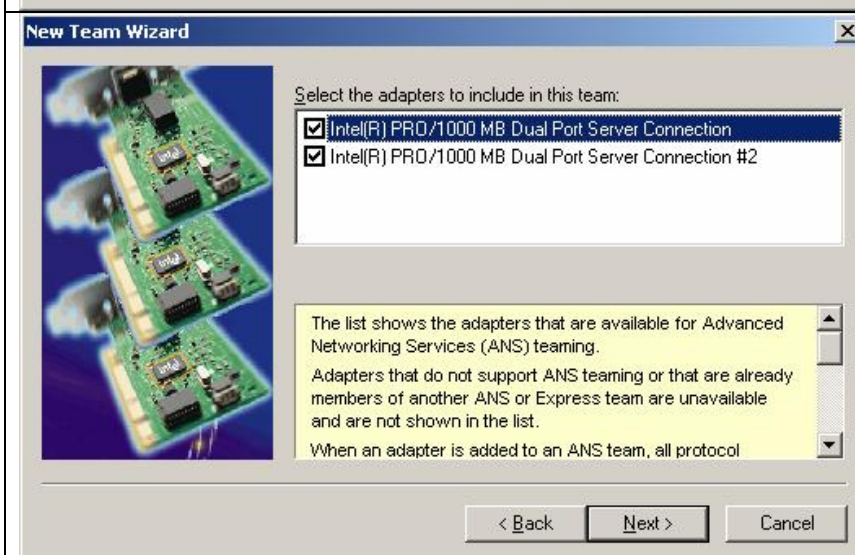 New Team Wizard
Select the adapters to include in this team:
Intel(R) PRO/1000 MB Dual Port Server Connection
Intel(R) PRO/1000 MB Dual Port Server Connection #2
The list shows the adapters that are available for Advanced
Networking Services (ANS) teaming.
Adapters that do not support ANS teaming or that are already
members of another ANS or Express team are unavailable
and are not shown in the list.
When an adapter is added to an ANS team, all protocol
< Back
Next >
Cancel